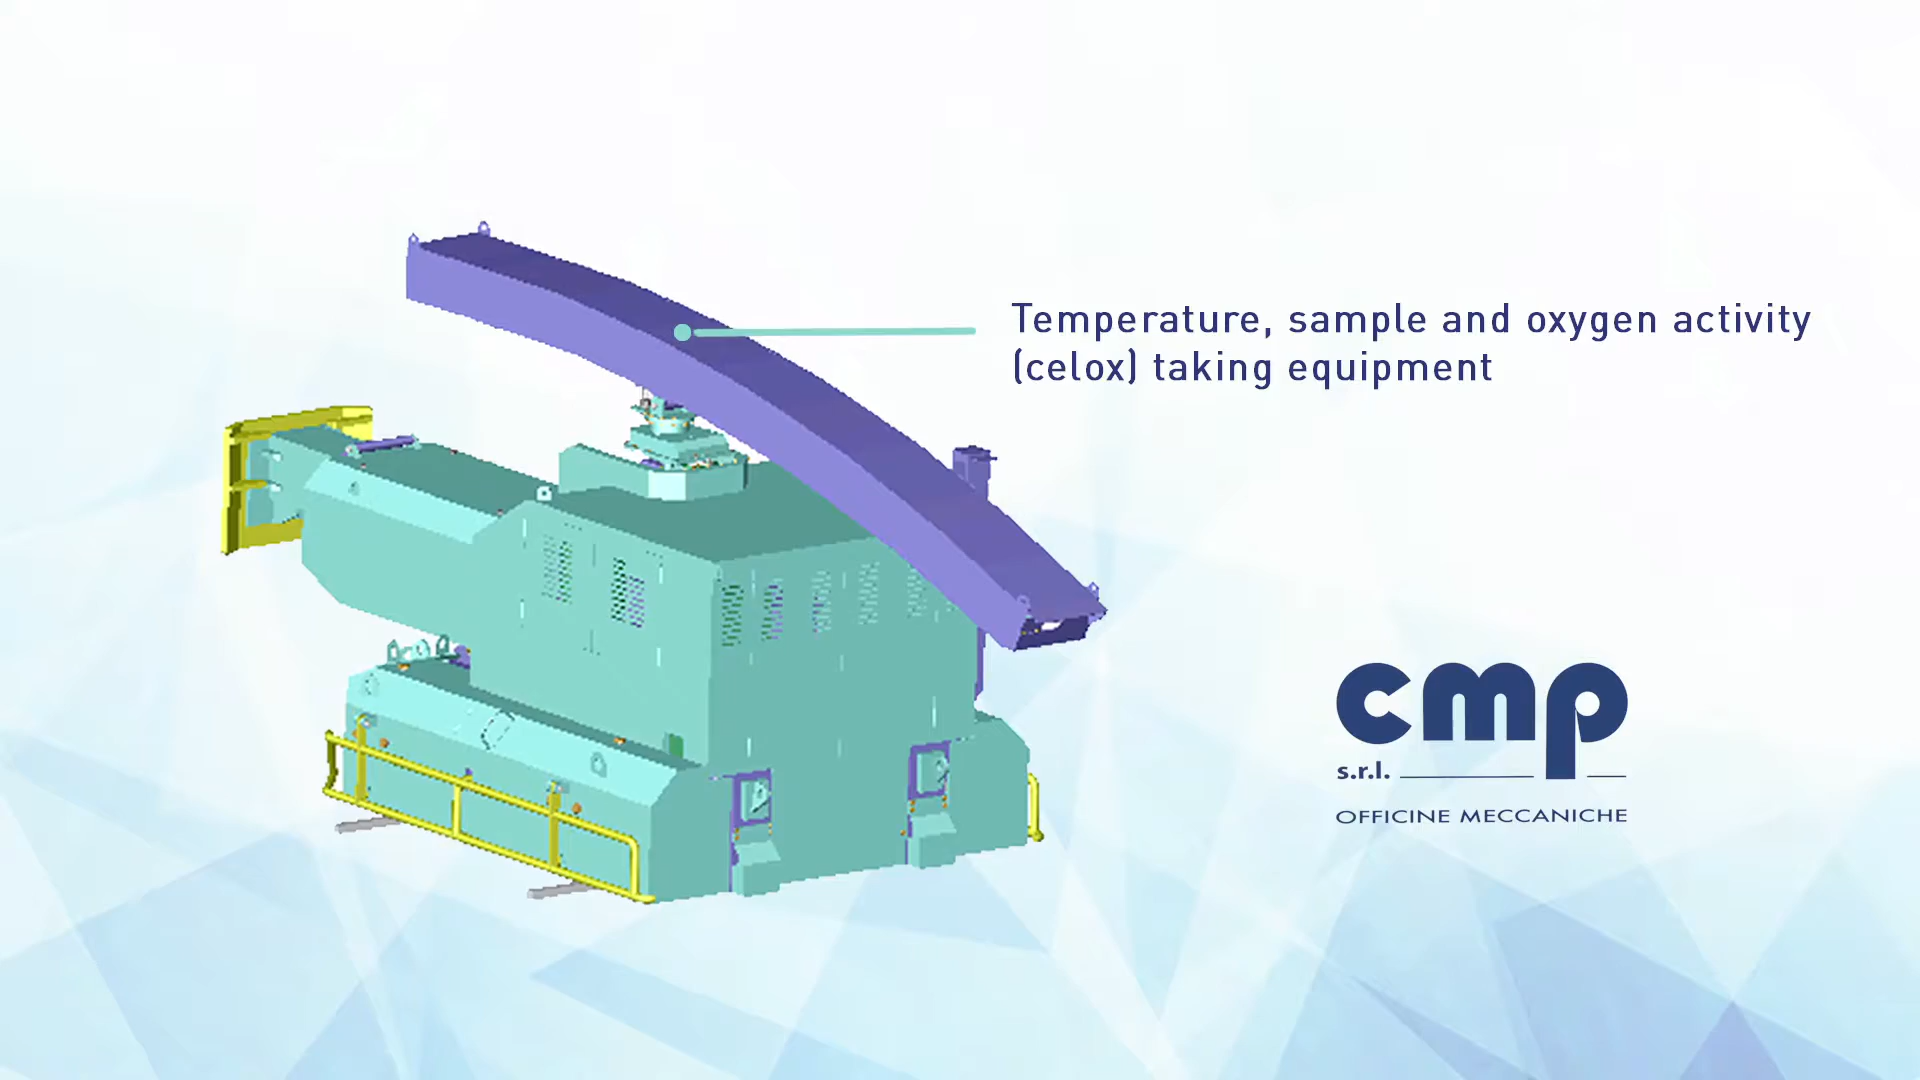 Temperature, sample and oxygen activity
(celox) taking equipment
cmp
s.r.l.
OFFICINE MECCANICHE